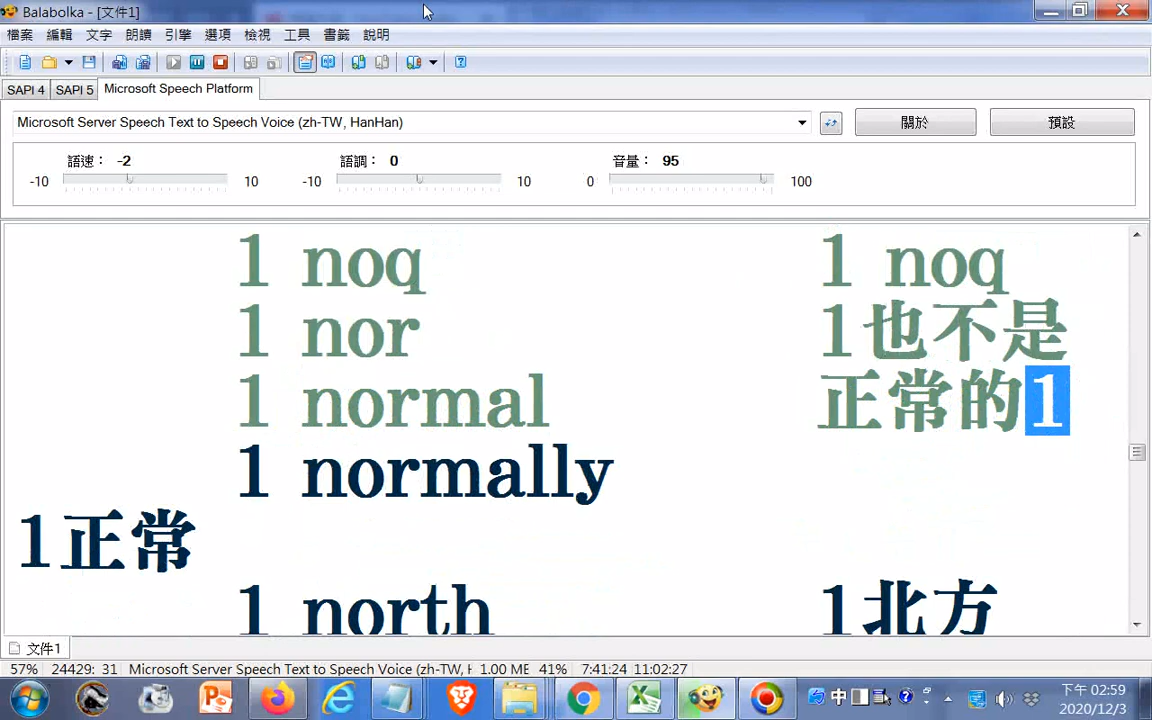 Balabolka - [文件1]
檔案 編輯 文字 朗讀 引擎 選項 檢視 工具 書籤 說明
SAPI 4 SAPI 5 Microsoft Speech Platform
Microsoft Server Speech Text to Speech Voice (zh-TW, HanHan) 關於 預設
語速： -2 語調： 0 音量： 95
-10 10 -10 10 0 100
1 noq 1 noq
1 nor 1也不是
1 normal 正常的1
1 normally
1正常
1 north 1北方
文件1
57% 24429: 31 Microsoft Server Speech Text to Speech Voice (zh-TW, H 1.00 ME 41% 7:41:24 11:02:27
中 下午 02:59
2020/12/3